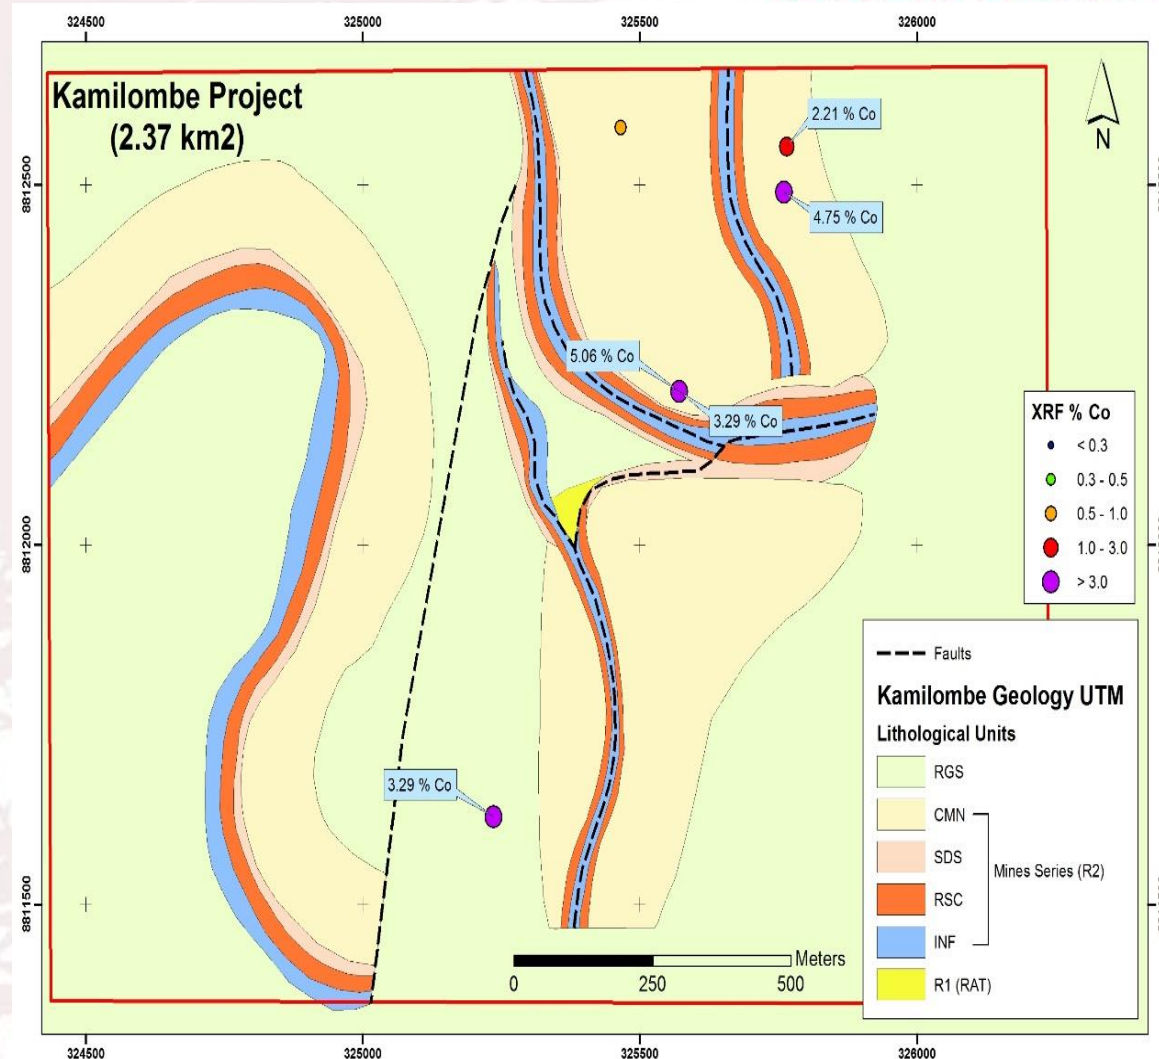 324500 325000 325500 326000
Kamilombe Project
(2.37 km2)
N
2.21 % Co
8812500
4.75 % Co
5.06 % Co
3.29 % Co
XRF % Co
< 0.3
0.3 - 0.5
0.5 - 1.0
1.0 - 3.0
> 3.0
8812000
Faults
Kamilombe Geology UTM
Lithological Units
RGS
CMN
SDS
Mines Series (R2)
RSC
INF
R1 (RAT)
3.29 % Co
8811500
Meters
0 250 500
324500 325000 325500 326000